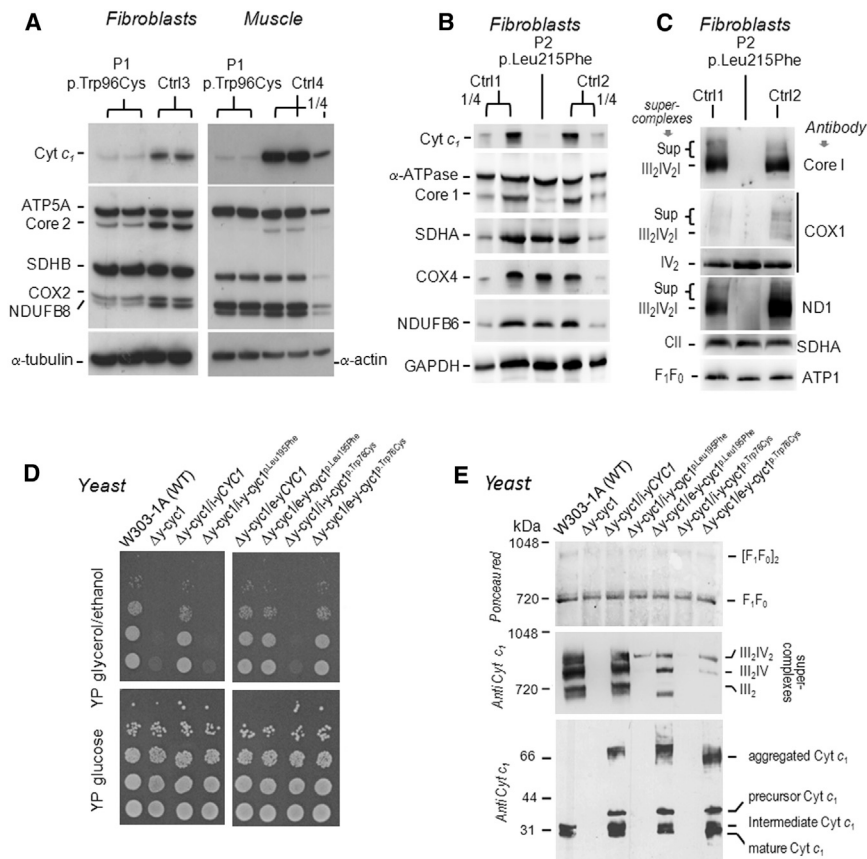 A
Fibroblasts
Muscle
P1
p.Trp96Cys
Ctrl3
P1
p.Trp96Cys
Ctrl4
1/4
Cyt c₁
ATP5A
Core 2
SDHB
COX2
NDUFB8
α-tubulin
α-actin
B
Fibroblasts
P2
p.Leu215Phe
Ctrl1
Ctrl2
1/4
1/4
Cyt c₁
α-ATPase
Core 1
SDHA
COX4
NDUFB6
GAPDH
C
Fibroblasts
P2
p.Leu215Phe
Ctrl1
Ctrl2
super-
complexes
Antibody
Sup
III₂IV₂I
Core I
Sup
III₂IV₂I
COX1
IV₂
Sup
III₂IV₂I
ND1
CII
SDHA
F₁F₀
ATP1
D
Yeast
W303-1A (WT)
Δy-cyc1
Δy-cyc1/i-yCYC1
Δy-cyc1/i-y-cyc1p.Leu195Phe
Δy-cyc1/e-yCYC1
Δy-cyc1/e-y-cyc1p.Leu195Phe
Δy-cyc1/i-y-cyc1p.Trp76Cys
Δy-cyc1/e-y-cyc1p.Trp76Cys
YP glycerol/ethanol
YP glucose
E
Yeast
W303-1A (WT)
Δy-cyc1
Δy-cyc1/i-yCYC1
Δy-cyc1/i-y-cyc1p.Leu195Phe
Δy-cyc1/e-y-cyc1p.Leu195Phe
Δy-cyc1/i-y-cyc1p.Trp76Cys
Δy-cyc1/e-y-cyc1p.Trp76Cys
kDa
1048
720
Ponceau red
[F₁F₀]₂
F₁F₀
1048
720
Anti Cyt c₁
III₂IV₂
III₂IV
III₂
super-
complexes
66
44
31
Anti Cyt c₁
aggregated Cyt c₁
precursor Cyt c₁
Intermediate Cyt c₁
mature Cyt c₁